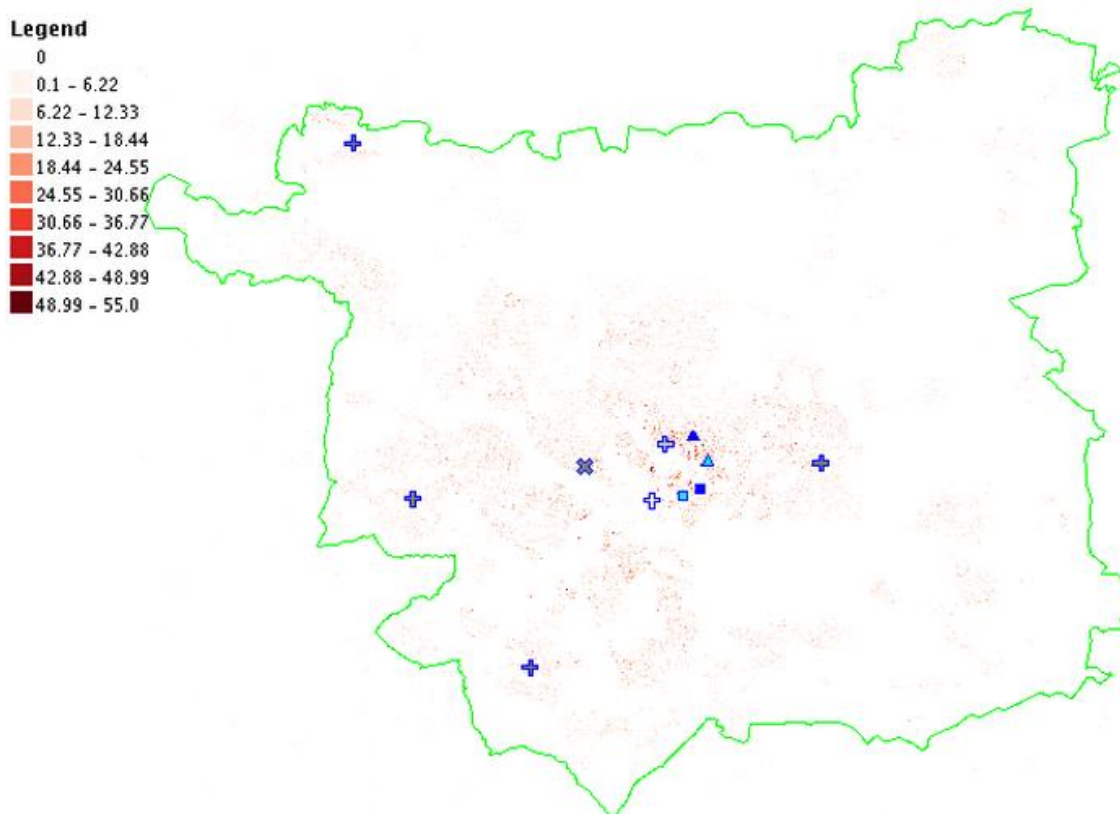 Legend
0
0.1 - 6.22
6.22 - 12.33
12.33 - 18.44
18.44 - 24.55
24.55 - 30.66
30.66 - 36.77
36.77 - 42.88
42.88 - 48.99
48.99 - 55.0